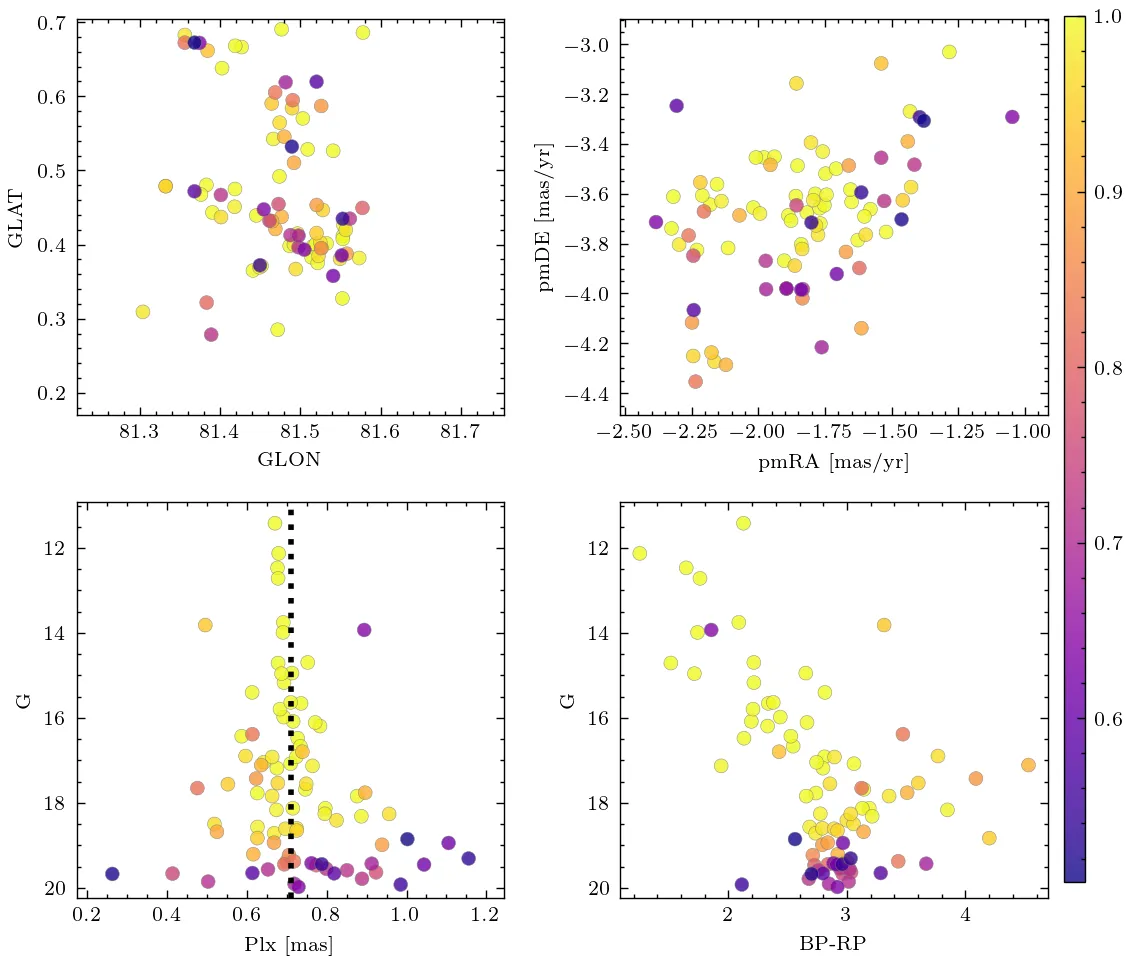 0.7
0.6
0.5
0.4
0.3
0.2
GLAT
81.3 81.4 81.5 81.6 81.7
GLON
−3.0
−3.2
−3.4
−3.6
−3.8
−4.0
−4.2
−4.4
pmDE [mas/yr]
−2.50 −2.25 −2.00 −1.75 −1.50 −1.25 −1.00
pmRA [mas/yr]
1.0
0.9
0.8
0.7
0.6
12
14
16
18
20
G
0.2 0.4 0.6 0.8 1.0 1.2
Plx [mas]
12
14
16
18
20
G
2 3 4
BP-RP